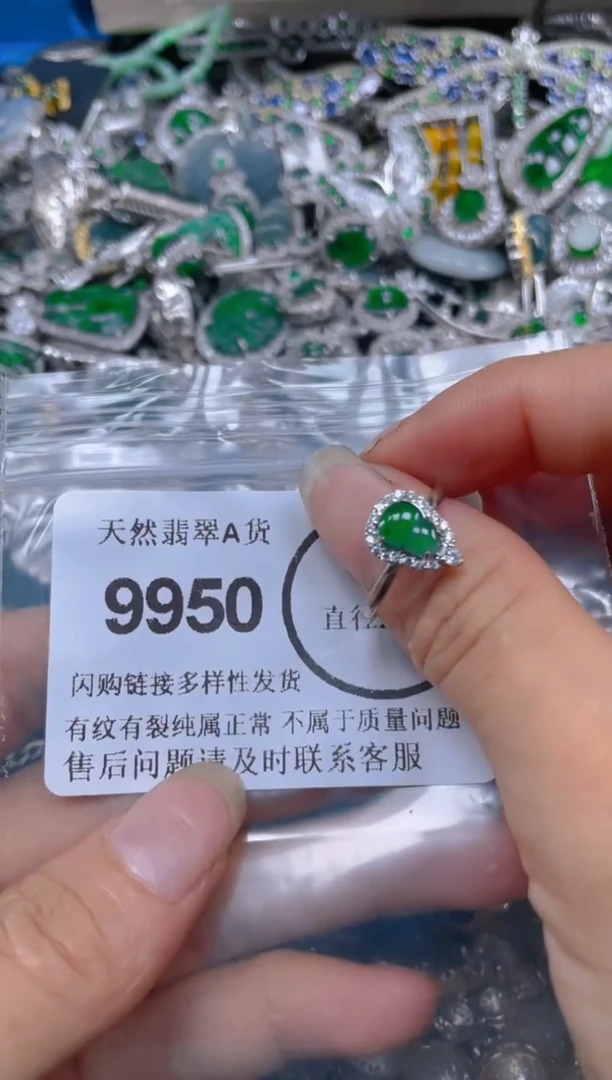 天然翡翠A货
9950
直径
闪购链接多样性发货
有纹有裂纯属正常 不属于质量问题
售后问题请及时联系客服